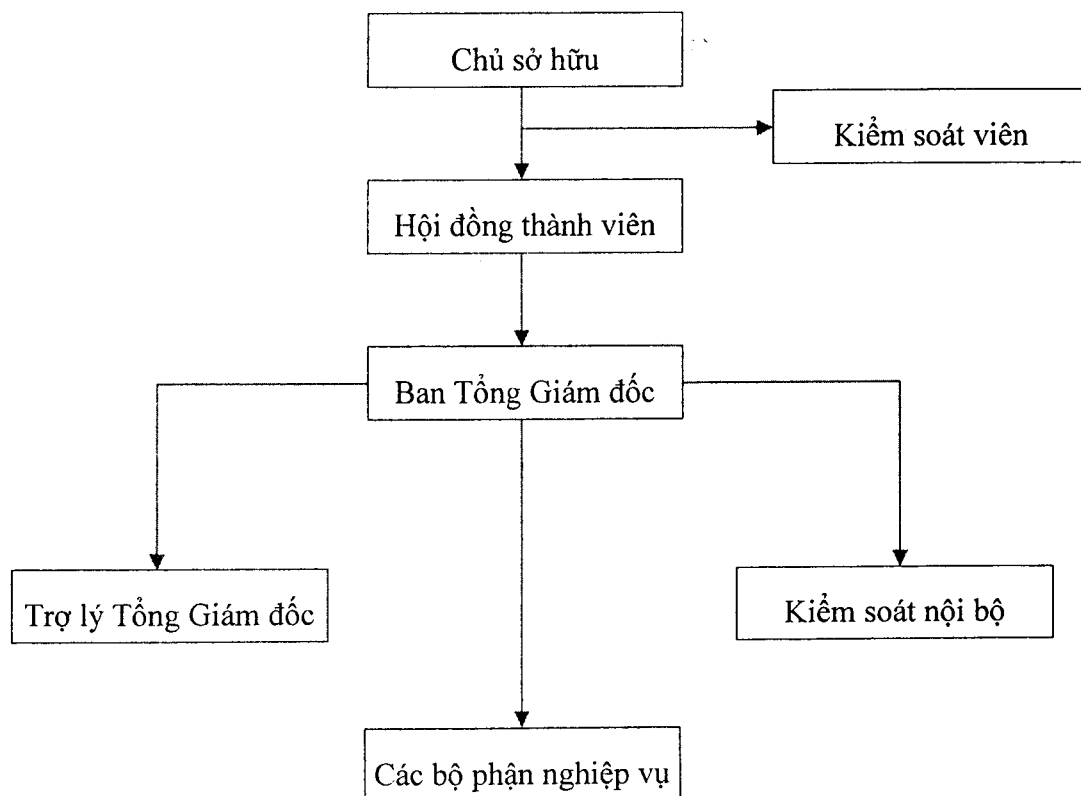 Chủ sở hữu
Kiểm soát viên
Hội đồng thành viên
Ban Tổng Giám đốc
Trợ lý Tổng Giám đốc
Kiểm soát nội bộ
Các bộ phận nghiệp vụ